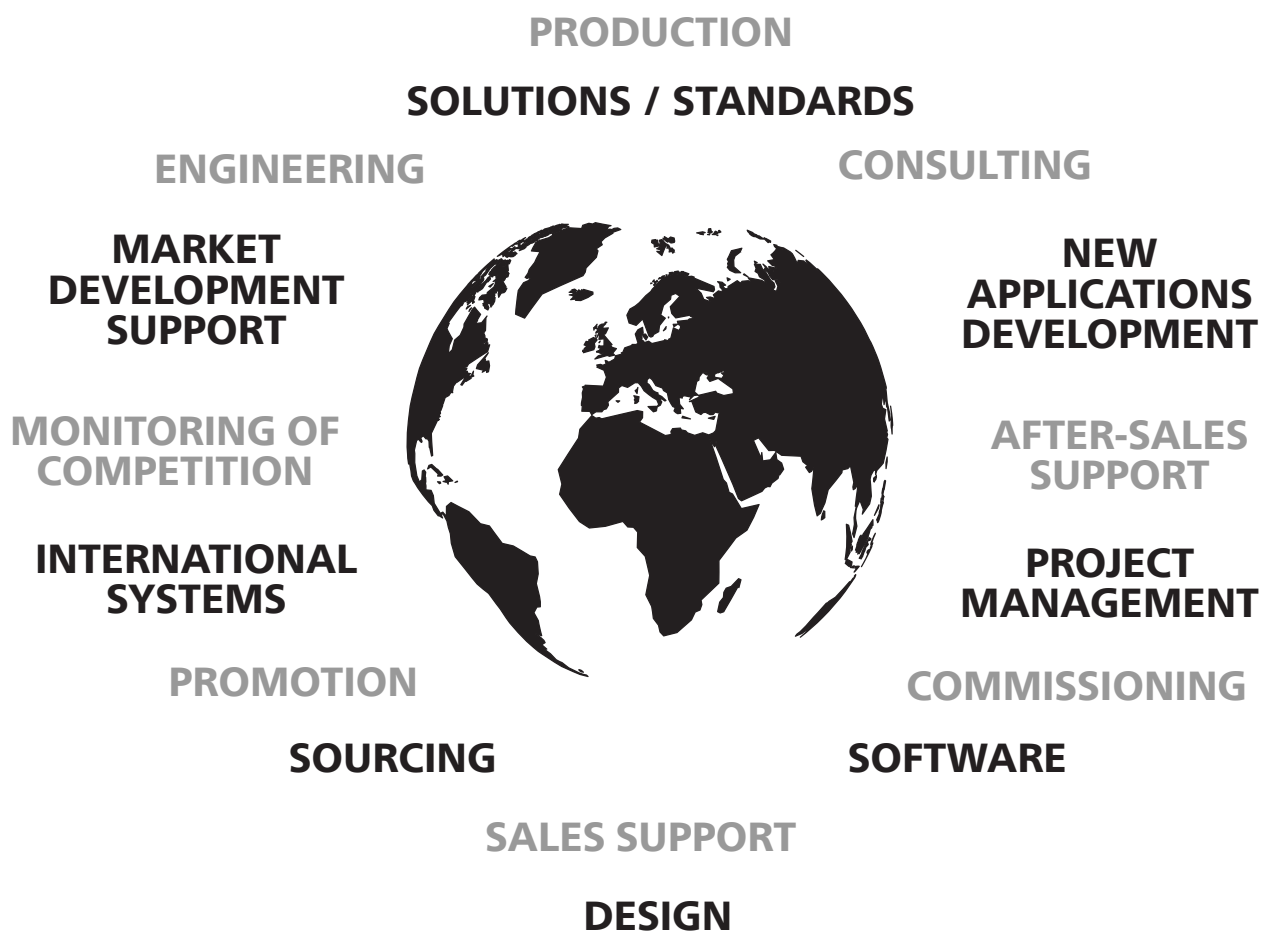 PRODUCTION
SOLUTIONS / STANDARDS
ENGINEERING
CONSULTING
MARKET
DEVELOPMENT
SUPPORT
NEW
APPLICATIONS
DEVELOPMENT
MONITORING OF
COMPETITION
AFTER-SALES
SUPPORT
INTERNATIONAL
SYSTEMS
PROJECT
MANAGEMENT
PROMOTION
COMMISSIONING
SOURCING
SOFTWARE
SALES SUPPORT
DESIGN